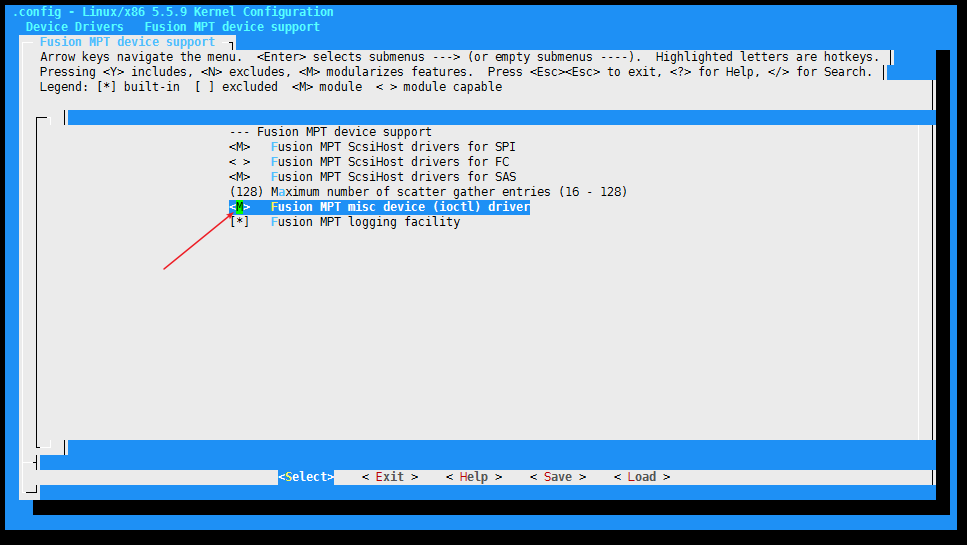 .config - Linux/x86 5.5.9 Kernel Configuration
Device Drivers   Fusion MPT device support
Fusion MPT device support
Arrow keys navigate the menu.  <Enter> selects submenus ---> (or empty submenus ----).  Highlighted letters are hotkeys.
Pressing <Y> includes, <N> excludes, <M> modularizes features.  Press <Esc><Esc> to exit, <?> for Help, </> for Search.
Legend: [*] built-in  [ ] excluded  <M> module  < > module capable
--- Fusion MPT device support
<M>   Fusion MPT ScsiHost drivers for SPI
< >   Fusion MPT ScsiHost drivers for FC
<M>   Fusion MPT ScsiHost drivers for SAS
(128) Maximum number of scatter gather entries (16 - 128)
<M>   Fusion MPT misc device (ioctl) driver
[*]   Fusion MPT logging facility
<Select>    < Exit >    < Help >    < Save >    < Load >